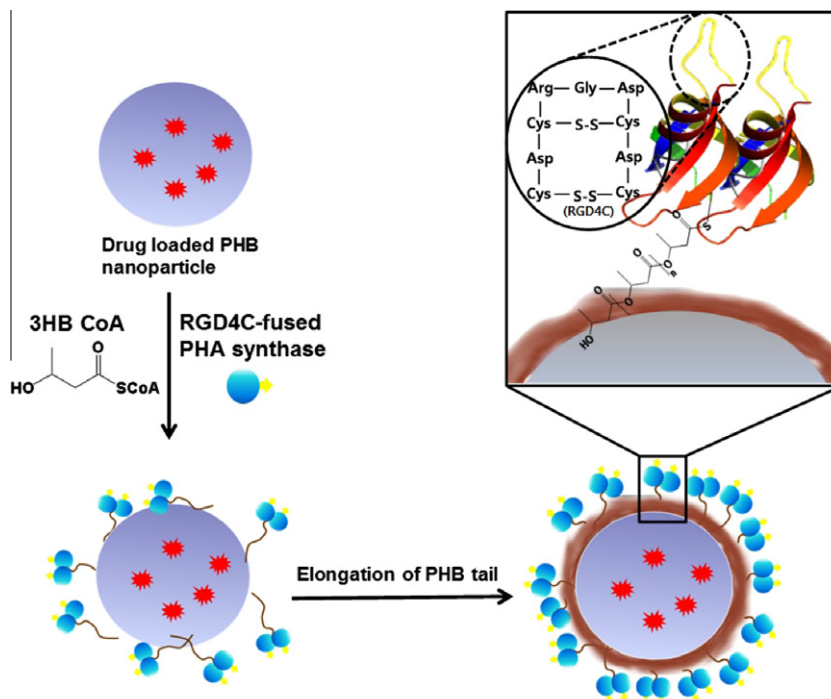 Drug loaded PHB
nanoparticle
3HB CoA
O
HO
SCoA
RGD4C-fused
PHA synthase
Elongation of PHB tail
Arg Gly Asp
Cys S-S Cys
Asp Asp
Cys S-S Cys
(RGD4C)
O
S
O
O
n
O
O
HO